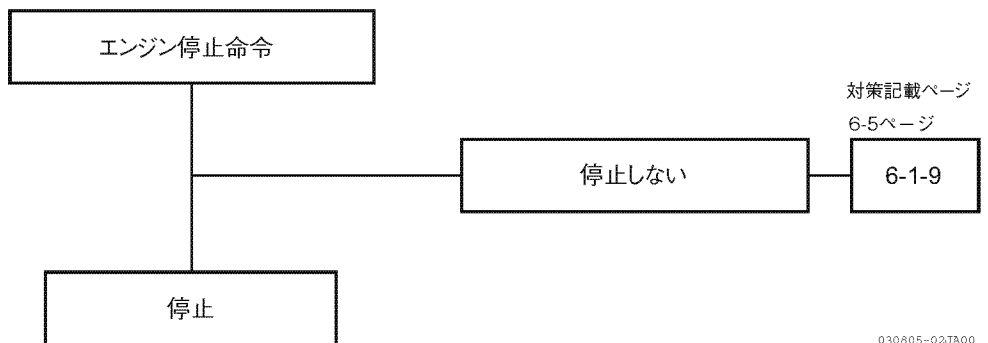 エンジン停止命令
対策記載ページ
6-5ページ
停止しない
6-1-9
停止
030805-02JA00